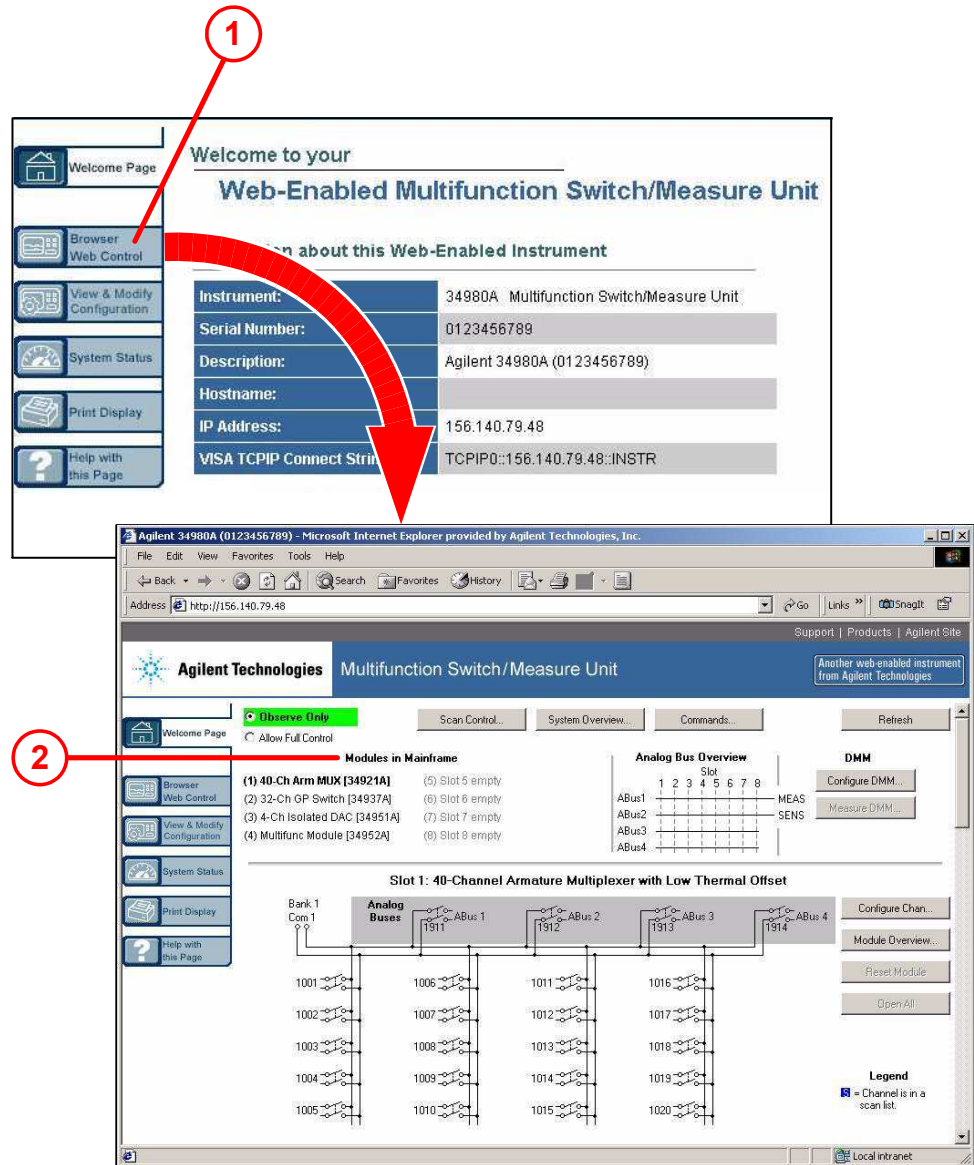 1
Welcome Page
Welcome to your
Web-Enabled Multifunction Switch/Measure Unit
Browser
Web Control
about this Web-Enabled Instrument
View & Modify
Configuration
System Status
Print Display
Help with
this Page
Instrument: 34980A Multifunction Switch/Measure Unit
Serial Number: 0123456789
Description: Agilent 34980A (0123456789)
Hostname:
IP Address: 156.140.79.48
VISA TCPIP Connect TCPIP0::156.140.79.48::INSTR
Agilent 34980A (0123456789) - Microsoft Internet Explorer provided by Agilent Technologies, Inc.
File Edit View Favorites Tools Help
Back Search Favorites History
Address http://156.140.79.48 Go Links » SnagIt
Support | Products | Agilent Site
Agilent Technologies Multifunction Switch/Measure Unit
Another web-enabled instrument
from Agilent Technologies
2
Welcome Page
Browser
Web Control
View & Modify
Configuration
System Status
Print Display
Help with
this Page
Observe Only
Allow Full Control
Scan Control... System Overview... Commands... Refresh
Modules in Mainframe
(1) 40-Ch Arm MUX [34921A] (5) Slot 5 empty
(2) 32-Ch GP Switch [34937A] (6) Slot 6 empty
(3) 4-Ch Isolated DAC [34951A] (7) Slot 7 empty
(4) Multifunc Module [34952A] (8) Slot 8 empty
Analog Bus Overview
Slot
1 2 3 4 5 6 7 8
ABus1 MEAS
ABus2 SENS
ABus3
ABus4
DMM
Configure DMM...
Measure DMM...
Slot 1: 40-Channel Armature Multiplexer with Low Thermal Offset
Bank 1
Com 1
Analog
Buses
ABus 1 ABus 2 ABus 3 ABus 4
1911 1912 1913 1914
Configure Chan...
Module Overview...
Reset Module
Open All
1001 1006 1011 1016
1002 1007 1012 1017
1003 1008 1013 1018
1004 1009 1014 1019
1005 1010 1015 1020
Legend
S = Channel is in a
scan list.
Local intranet